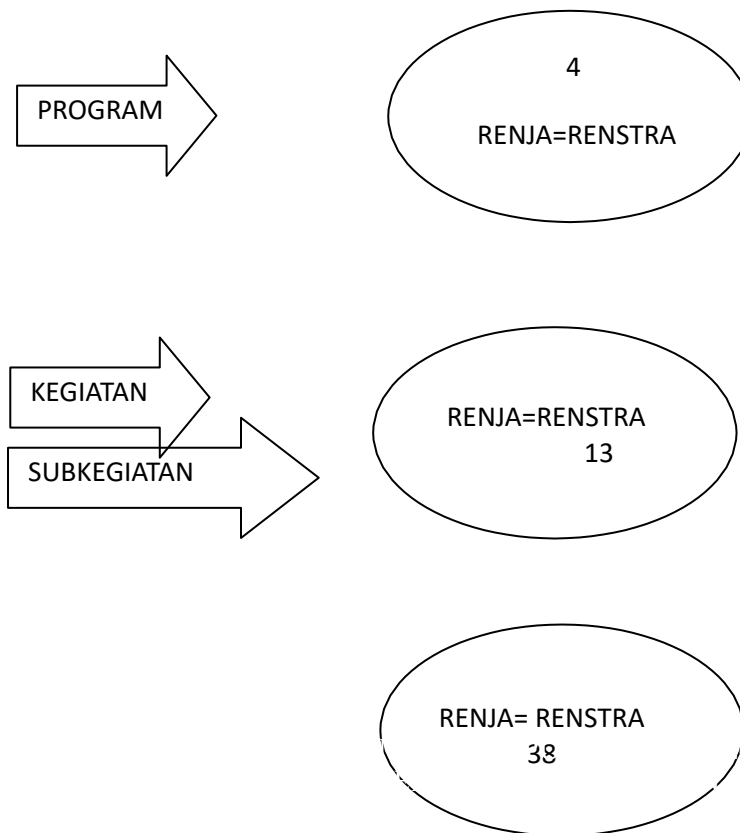 PROGRAM
4
RENJA=RENSTRA
KEGIATAN
SUBKEGIATAN
RENJA=RENSTRA
13
RENJA= RENSTRA
38